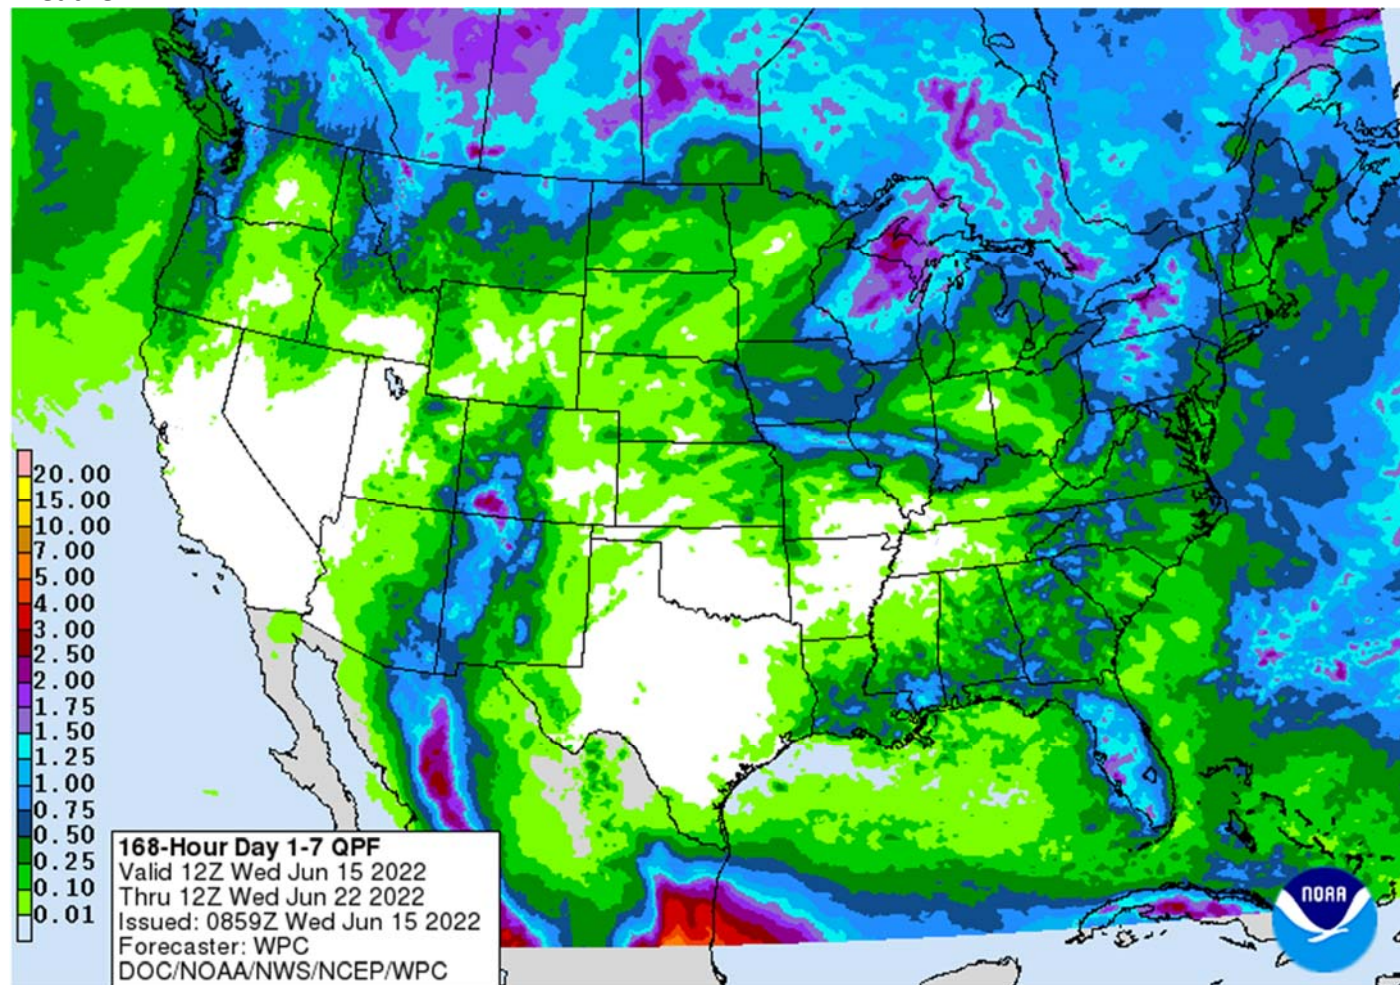 20.00
15.00
10.00
7.00
5.00
4.00
3.00
2.50
2.00
1.75
1.50
1.25
1.00
0.75
0.50
0.25
0.10
0.01
168-Hour Day 1-7 QPF
Valid 12Z Wed Jun 15 2022
Thru 12Z Wed Jun 22 2022
Issued: 0859Z Wed Jun 15 2022
Forecaster: WPC
DOC/NOAA/NWS/NCEP/WPC
NOAA